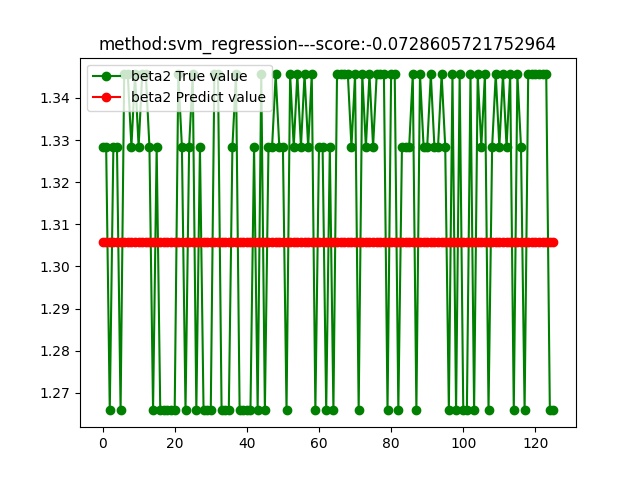 method:svm_regression---score:-0.0728605721752964
beta2 True value
beta2 Predict value
1.34
1.33
1.32
1.31
1.30
1.29
1.28
1.27
0 20 40 60 80 100 120